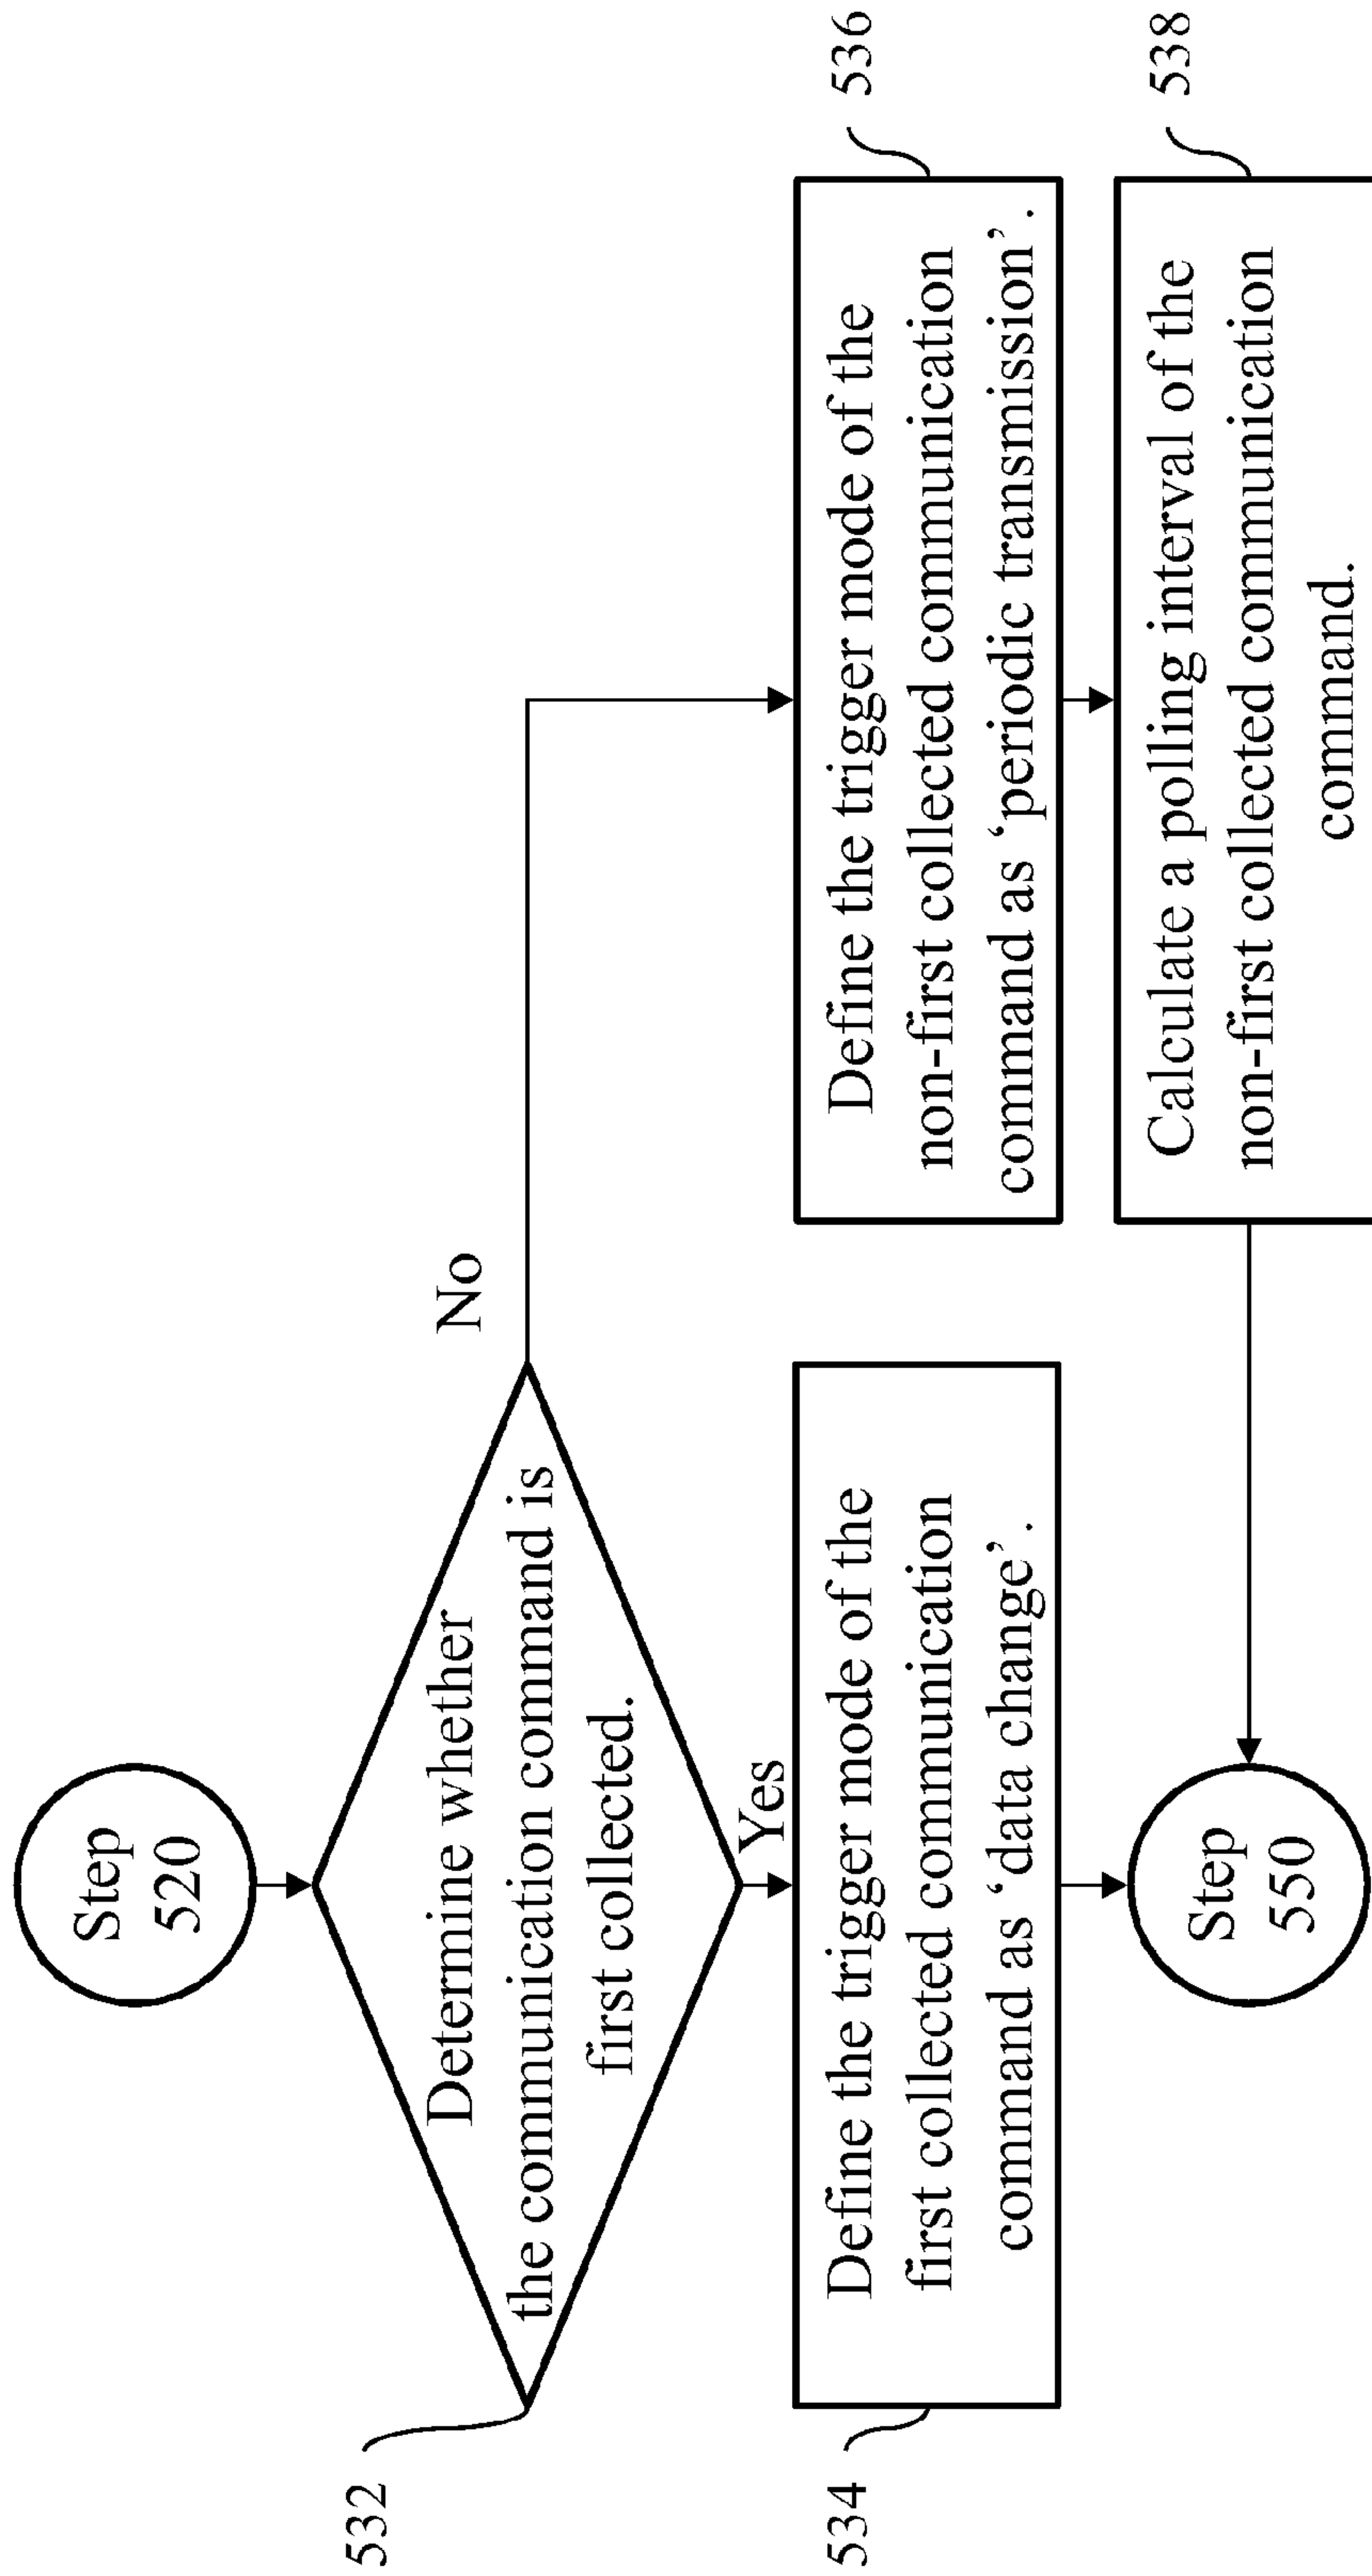 Step
520
532
Determine whether
the communication command is
first collected.
No
Yes
534
Define the trigger mode of the
first collected communication
command as ‘data change’.
536
Define the trigger mode of the
non-first collected communication
command as ‘periodic transmission’.
538
Calculate a polling interval of the
non-first collected communication
command.
Step
550